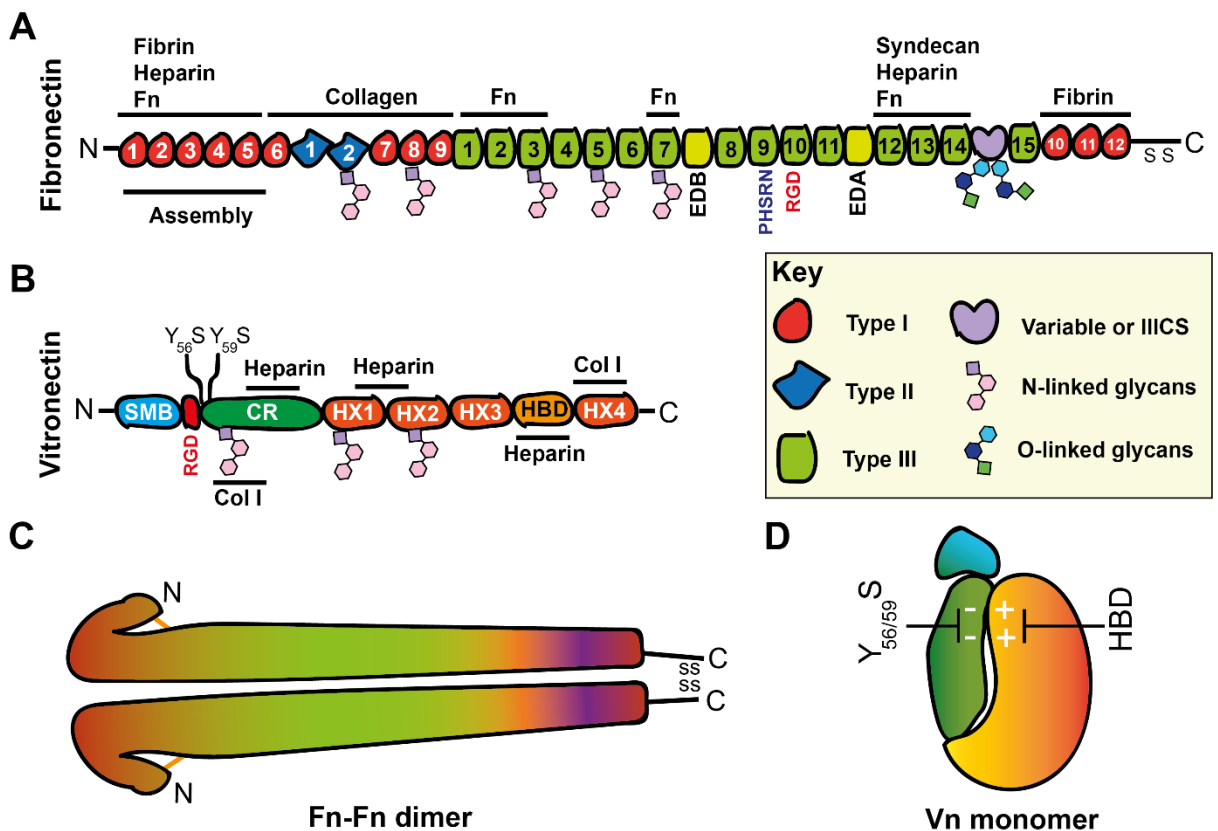 A
Fibronectin
Fibrin
Heparin
Fn
Collagen
Fn
Fn
Syndecan
Heparin
Fn
Fibrin
N 1 2 3 4 5 6 1 2 7 8 9 1 2 3 4 5 6 7 8 9 10 11 12 13 14 15 10 11 12 C
S S
Assembly
EDB
PHSRN
RGD
EDA
B
Vitronectin
Y56S Y59S
Heparin
Heparin
Col I
N SMB CR HX1 HX2 HX3 HBD HX4 C
RGD
Col I
Heparin
Key
Type I
Variable or IIICS
Type II
N-linked glycans
Type III
O-linked glycans
C
N
C
SS
SS
C
N
Fn-Fn dimer
D
Y56/59S
- +
- +
HBD
Vn monomer